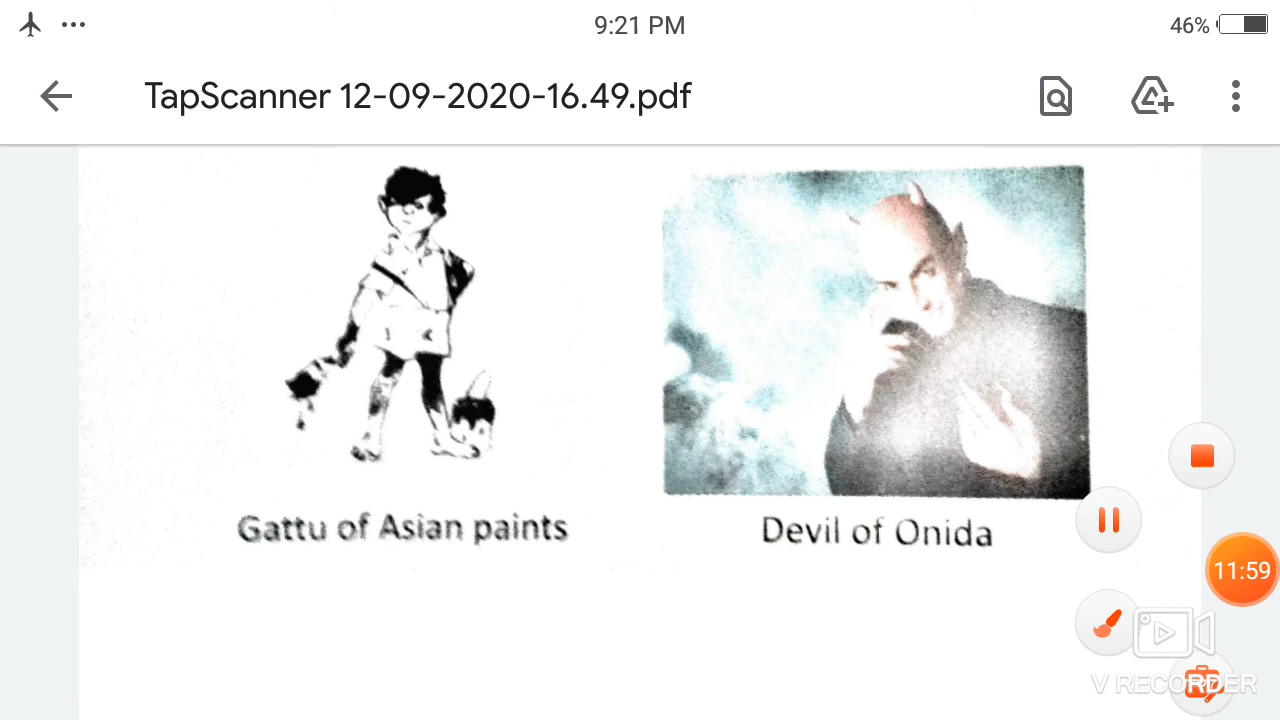 9:21 PM
46%
TapScanner 12-09-2020-16.49.pdf
Gattu of Asian paints
Devil of Onida
11:59
V RECORDER